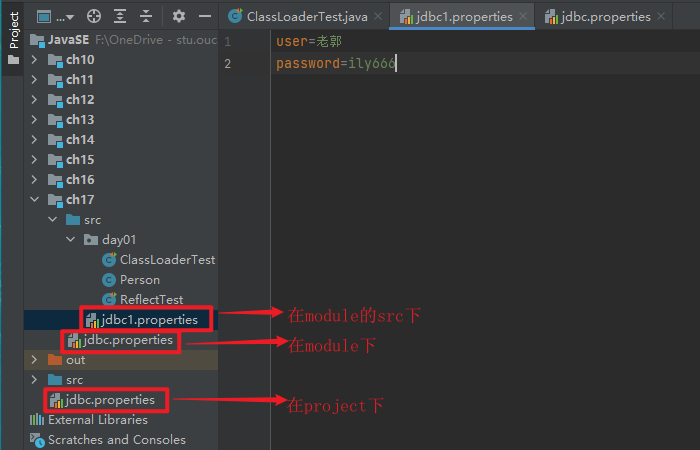 Project
...
ClassLoaderTest.java
jdbc1.properties
jdbc.properties
JavaSE F:\OneDrive - stu.ouc
ch10
ch11
ch12
ch13
ch14
ch15
ch16
ch17
src
day01
ClassLoaderTest
Person
ReflectTest
jdbc1.properties
jdbc.properties
out
src
jdbc.properties
External Libraries
Scratches and Consoles
1 user=老郭
2 password=ily666
在module的src下
在module下
在project下